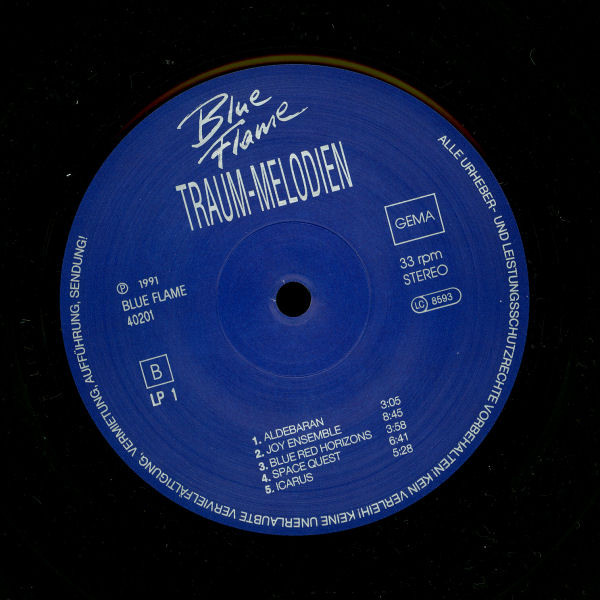 Blue
Flame
TRAUM-MELODIEN
GEMA
33 rpm
STEREO
LC 8593
℗ 1991
BLUE FLAME
40201
B
LP 1
1. ALDEBARAN 3:05
2. JOY ENSEMBLE 8:45
3. BLUE RED HORIZONS 3:58
4. SPACE QUEST 6:41
5. ICARUS 5:28
ALLE URHEBER- UND LEISTUNGSSCHUTZRECHTE VORBEHALTEN! KEIN VERLEIH! KEINE UNERLAUBTE VERVIELFÄLTIGUNG, VERMIETUNG, AUFFÜHRUNG, SENDUNG!